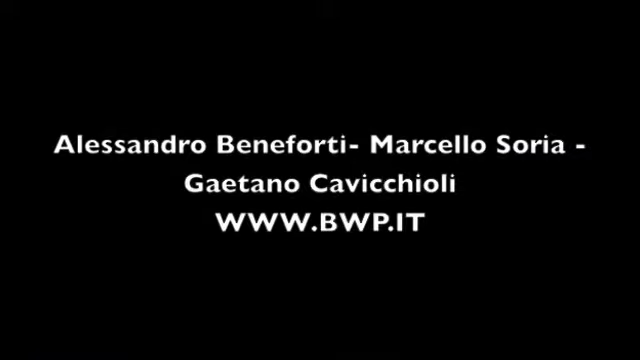 Alessandro Beneforti- Marcello Soria -
Gaetano Cavicchioli
WWW.BWP.IT